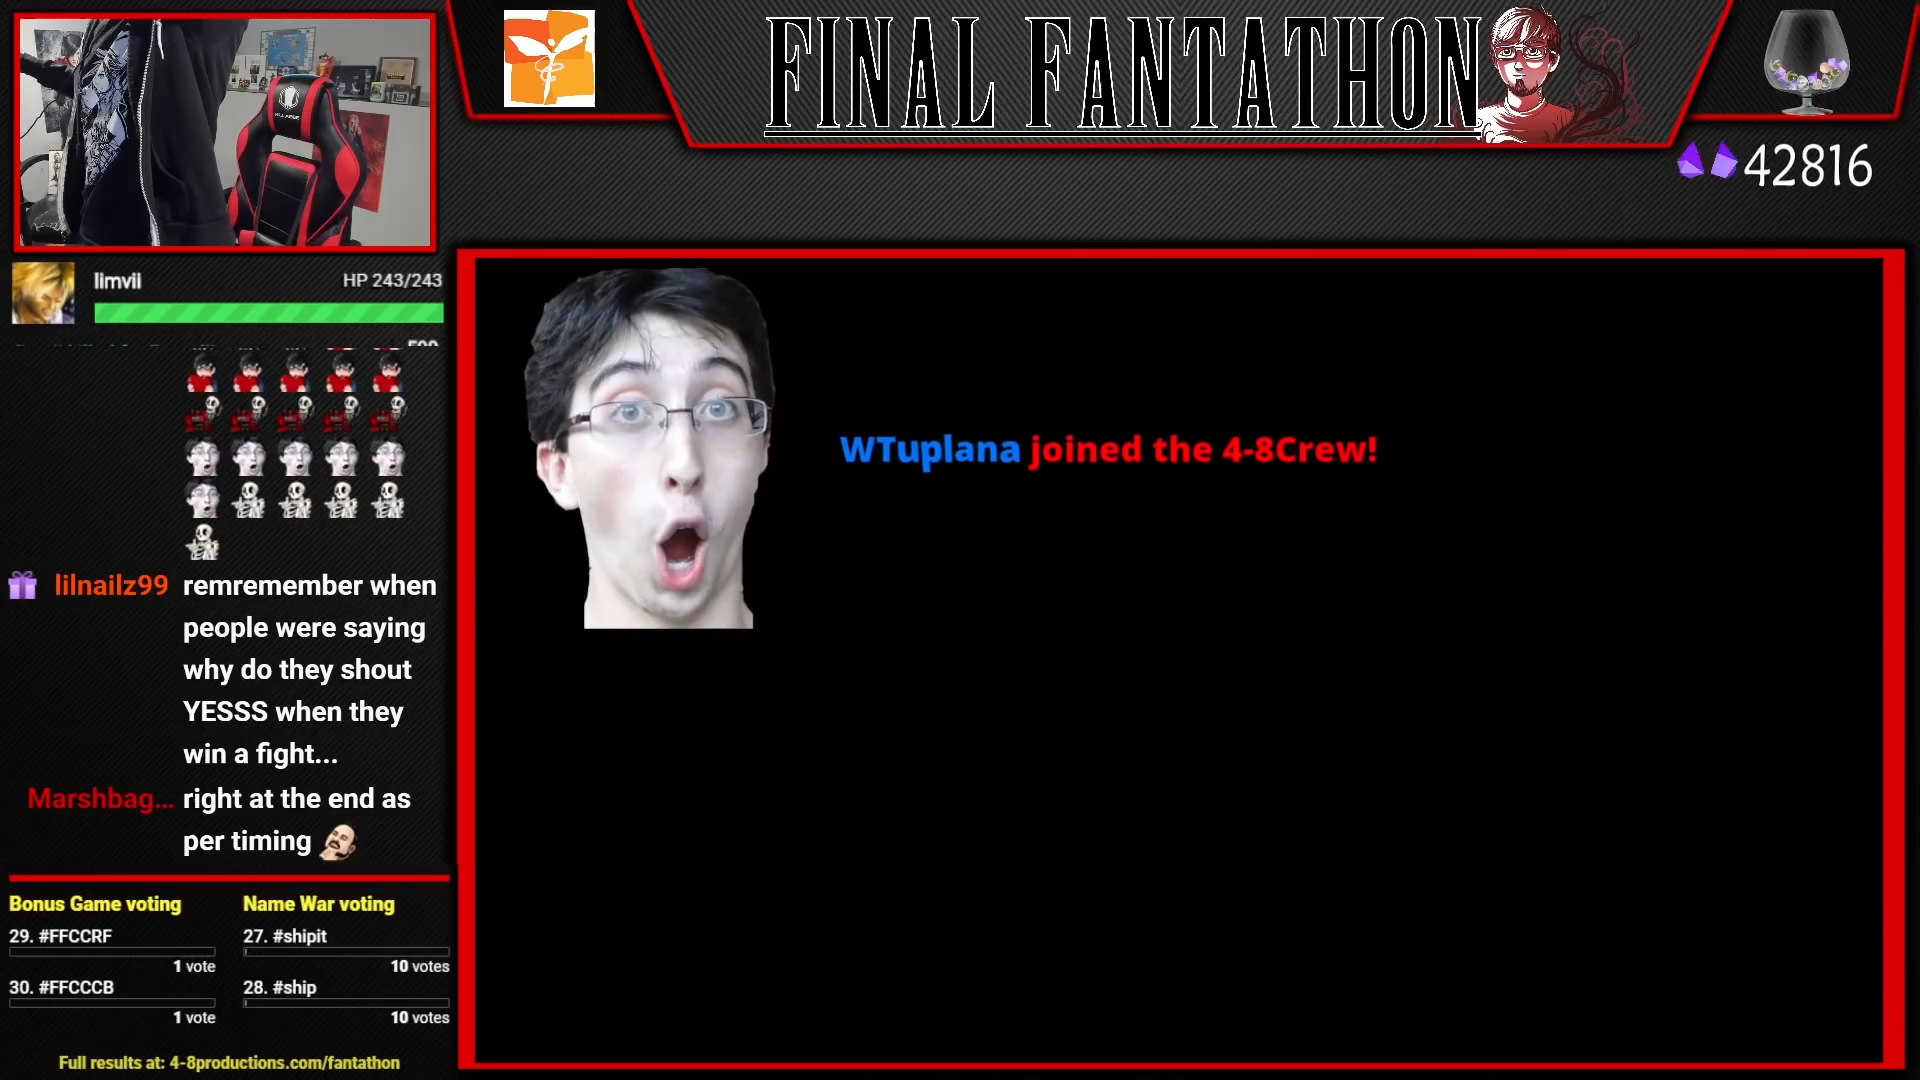 FINAL FANTATHON
42816
limvii HP 243/243
WTuplana joined the 4-8Crew!
lilnailz99 remremember when
people were saying
why do they shout
YESSS when they
win a fight...
Marshbag... right at the end as
per timing
Bonus Game voting Name War voting
29. #FFCCRF 27. #shipit
1 vote 10 votes
30. #FFCCCB 28. #ship
1 vote 10 votes
Full results at: 4-8productions.com/fantathon